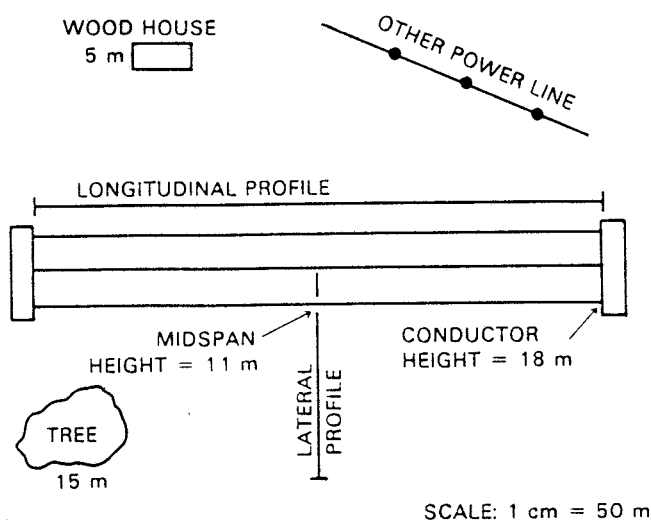 WOOD HOUSE
5 m
OTHER POWER LINE
LONGITUDINAL PROFILE
MIDSPAN
HEIGHT = 11 m
CONDUCTOR
HEIGHT = 18 m
LATERAL
PROFILE
TREE
15 m
SCALE: 1 cm = 50 m